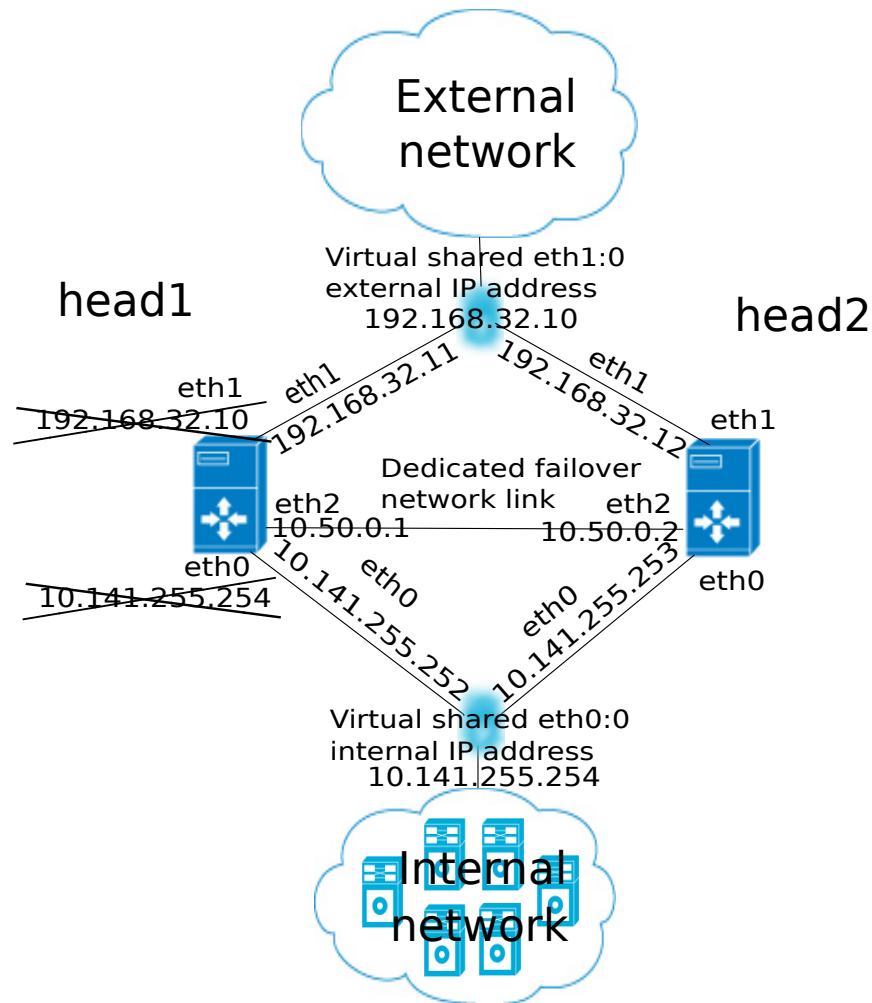 External
network
Virtual shared eth1:0
external IP address
192.168.32.10
head1
head2
eth1
192.168.32.10
eth1
192.168.32.11
eth1
192.168.32.12
eth1
Dedicated failover
network link
eth2
10.50.0.1
eth2
10.50.0.2
eth0
10.141.255.254
eth0
10.141.255.252
eth0
10.141.255.253
eth0
Virtual shared eth0:0
internal IP address
10.141.255.254
Internal
network